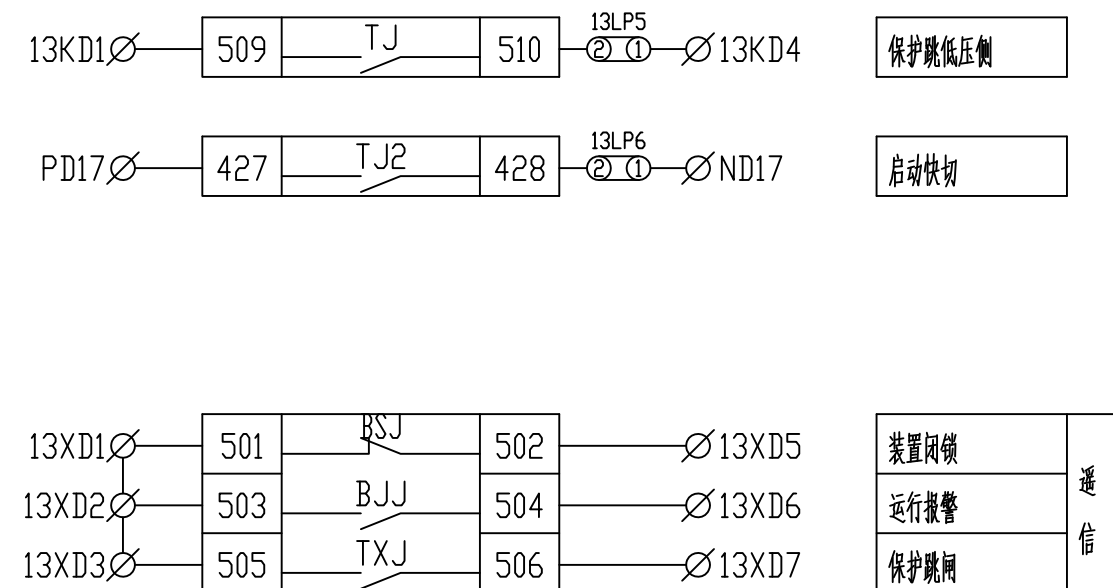 13LP5
13KD1 509 TJ 510 2 1 13KD4 保护跳低压侧
13LP6
PD17 427 TJ2 428 2 1 ND17 启动快切
13XD1 501 BSJ 502 13XD5 装置闭锁
13XD2 503 BJJ 504 13XD6 运行报警
13XD3 505 TXJ 506 13XD7 保护跳闸
遥
信